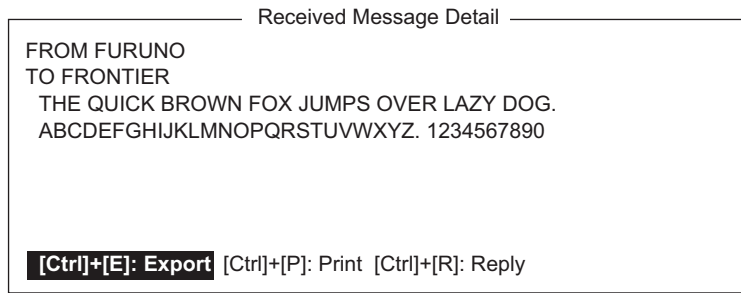 Received Message Detail
FROM FURUNO
TO FRONTIER
THE QUICK BROWN FOX JUMPS OVER LAZY DOG.
ABCDEFGHIJKLMNOPQRSTUVWXYZ. 1234567890
[Ctrl]+[E]: Export [Ctrl]+[P]: Print [Ctrl]+[R]: Reply